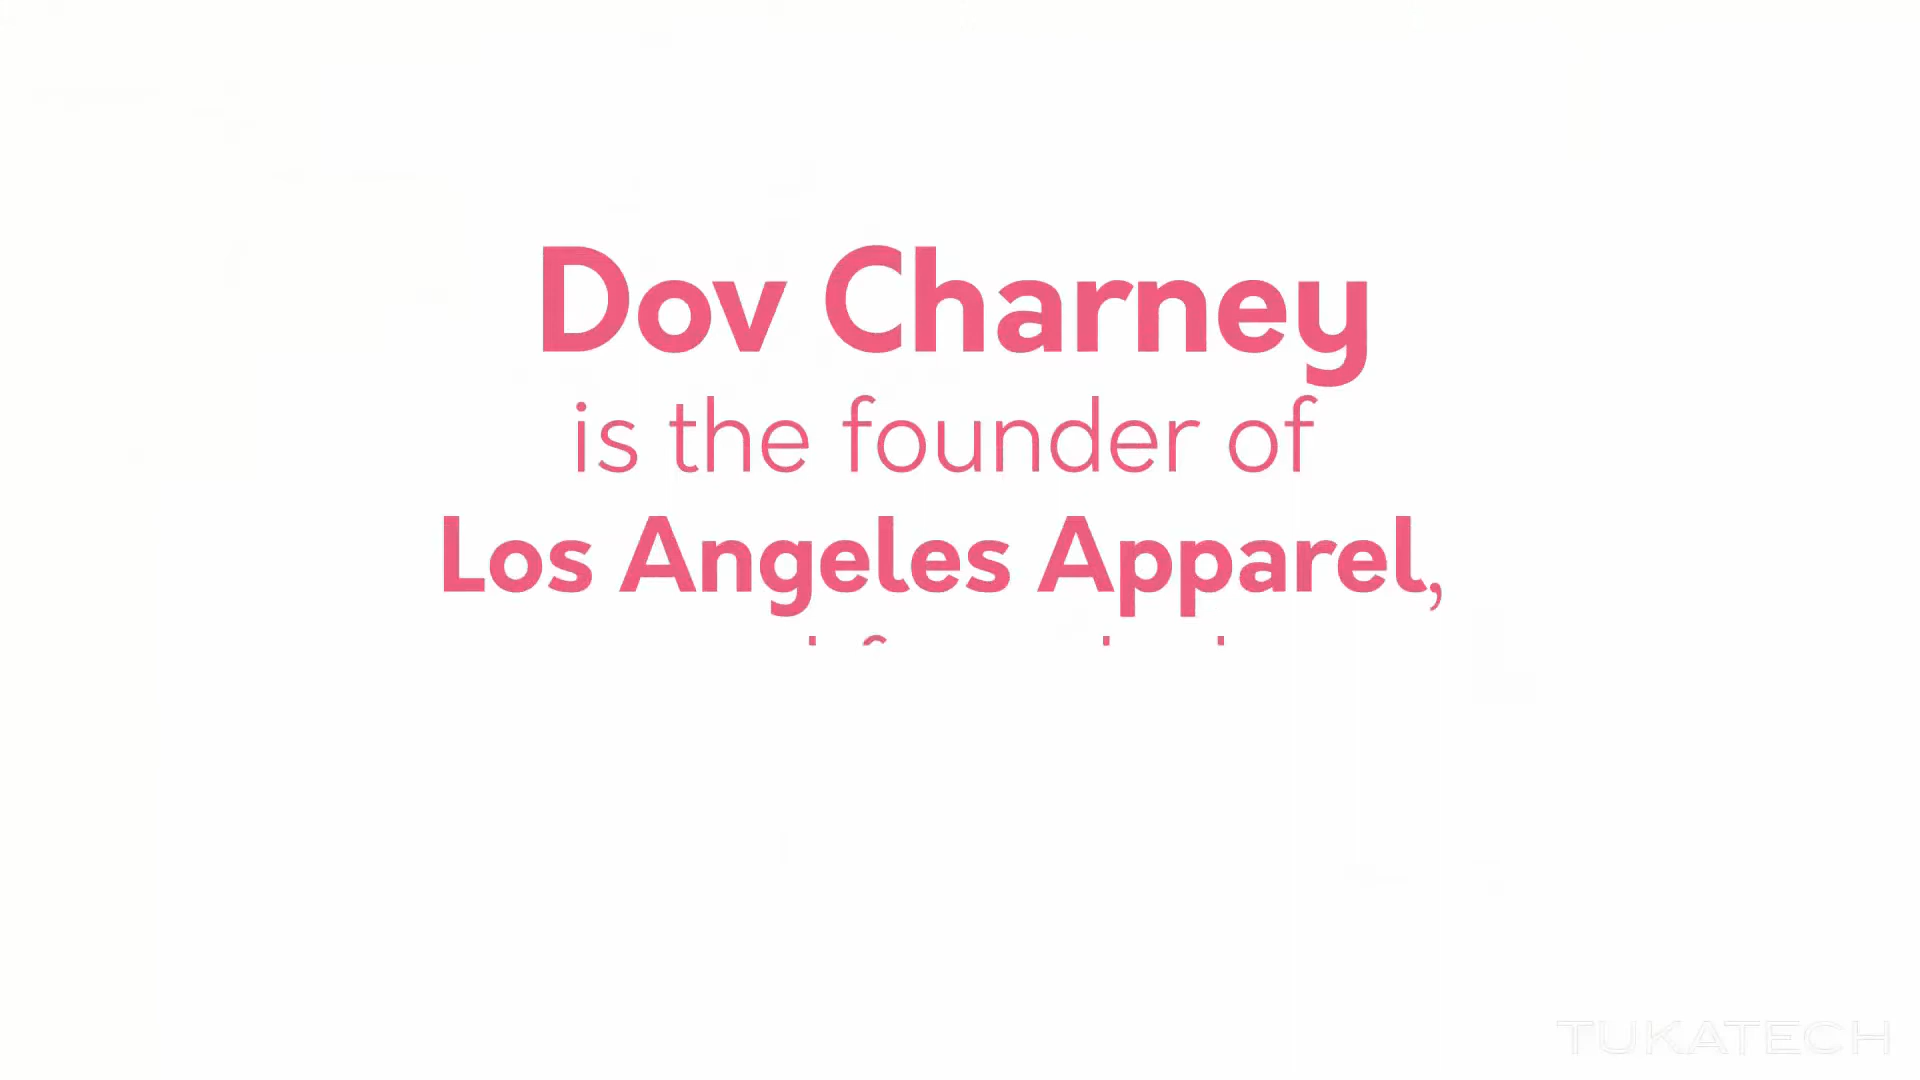 Dov Charney
is the founder of
Los Angeles Apparel,
TUKATECH